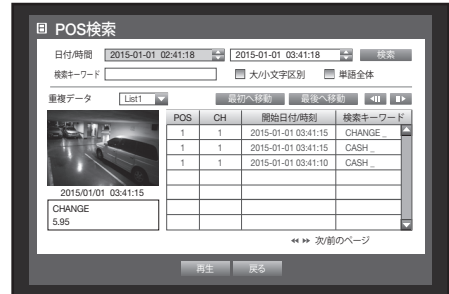 POS検索
日付/時間 2015-01-01 02:41:18 2015-01-01 03:41:18 検索
検索キーワード 大/小文字区別 単語全体
重複データ List1 最初へ移動 最後へ移動
POS CH 開始日付/時刻 検索キーワード
1 1 2015-01-01 03:41:15 CHANGE _
1 1 2015-01-01 03:41:15 CASH _
1 1 2015-01-01 03:41:10 CASH _
2015/01/01 03:41:15
CHANGE
5.95
次/前のページ
再生 戻る